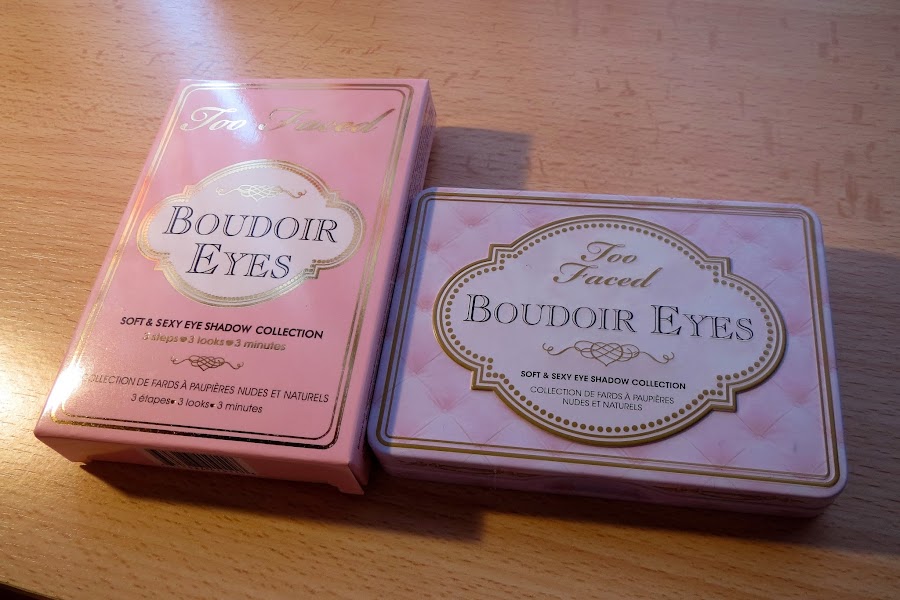 Too Faced
BOUDOIR
EYES
SOFT & SEXY EYE SHADOW COLLECTION
3 steps♥3 looks♥3 minutes
COLLECTION DE FARDS À PAUPIÈRES NUDES ET NATURELS
3 étapes♥ 3 looks♥ 3 minutes
Too
Faced
BOUDOIR EYES
SOFT & SEXY EYE SHADOW COLLECTION
COLLECTION DE FARDS À PAUPIÈRES
NUDES ET NATURELS